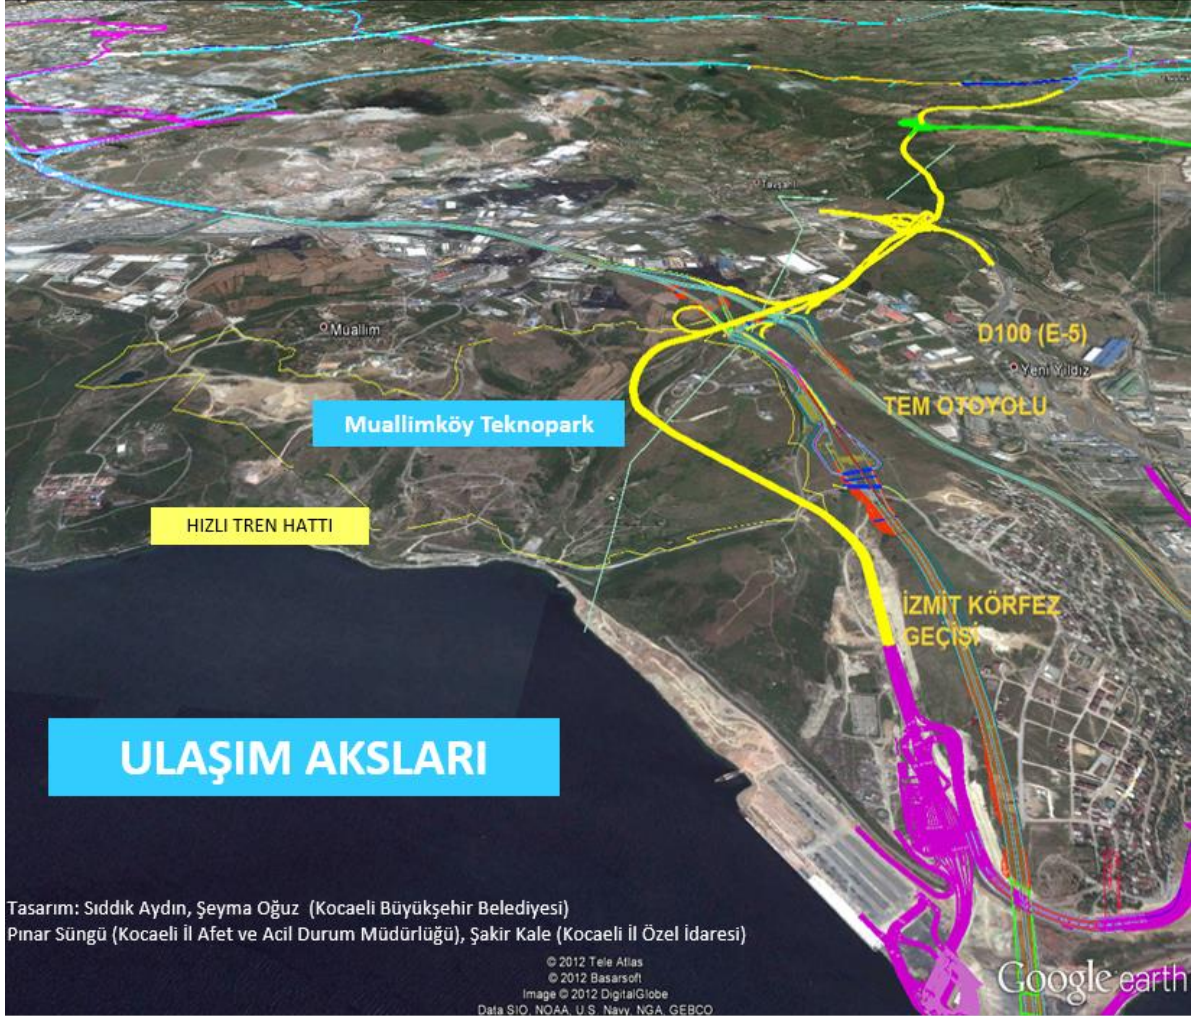 Tavşanlı
Muallim
D100 (E-5)
Yeni Yıldız
TEM OTOYOLU
Muallimköy Teknopark
HIZLI TREN HATTI
İZMİT KÖRFEZ
GEÇİŞİ
ULAŞIM AKSLARI
Tasarım: Sıddık Aydın, Şeyma Oğuz (Kocaeli Büyükşehir Belediyesi)
Pınar Süngü (Kocaeli İl Afet ve Acil Durum Müdürlüğü), Şakir Kale (Kocaeli İl Özel İdaresi)
© 2012 Tele Atlas
© 2012 Basarsoft
Image © 2012 DigitalGlobe
Data SIO, NOAA, U.S. Navy, NGA, GEBCO
Google earth